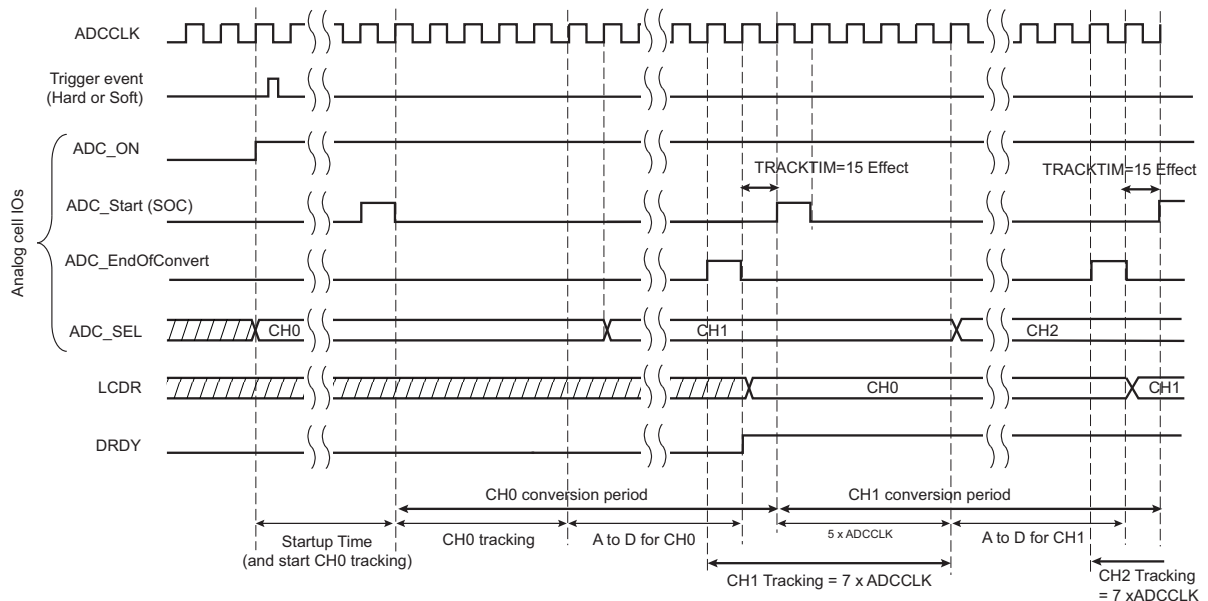 ADCCLK
Trigger event
(Hard or Soft)
Analog cell IOs
ADC_ON
TRACKTIM=15 Effect
TRACKTIM=15 Effect
ADC_Start (SOC)
ADC_EndOfConvert
ADC_SEL
CH0
CH1
CH2
LCDR
CH0
CH1
DRDY
CH0 conversion period
CH1 conversion period
Startup Time
(and start CH0 tracking)
CH0 tracking
A to D for CH0
5 x ADCCLK
A to D for CH1
CH1 Tracking = 7 x ADCCLK
CH2 Tracking
= 7 xADCCLK